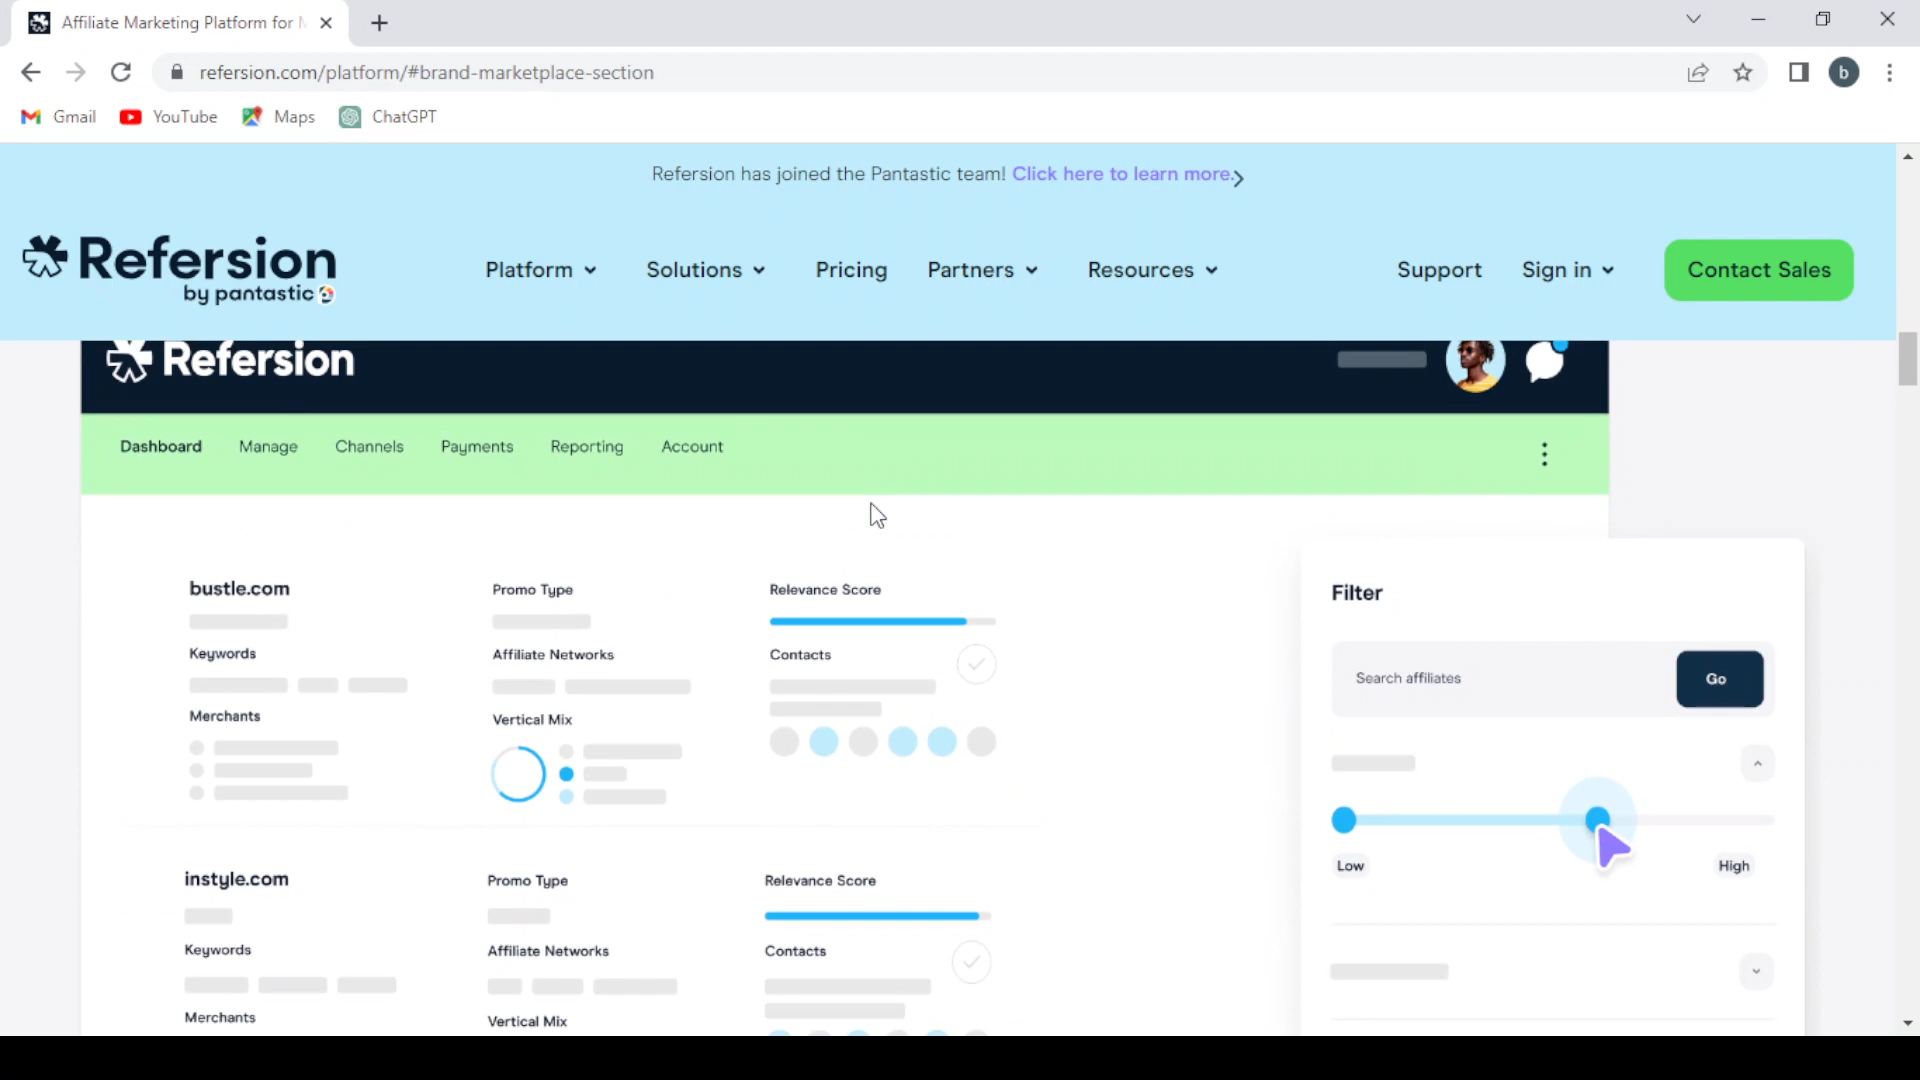 Affiliate Marketing Platform for
refersion.com/platform/#brand-marketplace-section
b
Gmail YouTube Maps ChatGPT
Refersion has joined the Pantastic team! Click here to learn more.
Refersion
by pantastic
Platform Solutions Pricing Partners Resources Support Sign in Contact Sales
Refersion
Dashboard Manage Channels Payments Reporting Account
bustle.com Promo Type Relevance Score
Keywords Affiliate Networks Contacts
Merchants Vertical Mix
instyle.com Promo Type Relevance Score
Keywords Affiliate Networks Contacts
Merchants Vertical Mix
Filter
Search affiliates Go
Low High